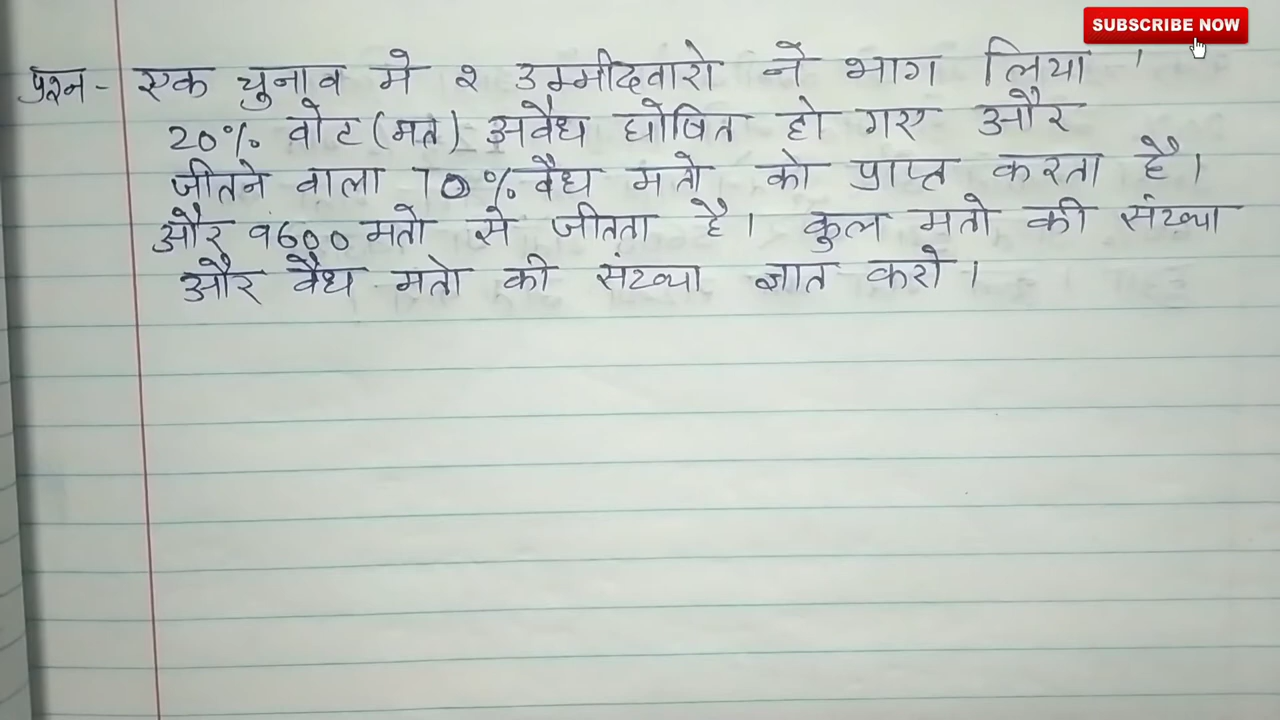 SUBSCRIBE NOW
प्रश्न- एक चुनाव मे २ उम्मीदवारो ने भाग लिया ।
20% वोट (मत) अवैध घोषित हो गए और
जीतने वाला 70% वैध मतो को प्राप्त करता है।
और 9600 मतो से जीतता है। कुल मतो की संख्या
और वैध मतो की संख्या ज्ञात करो।